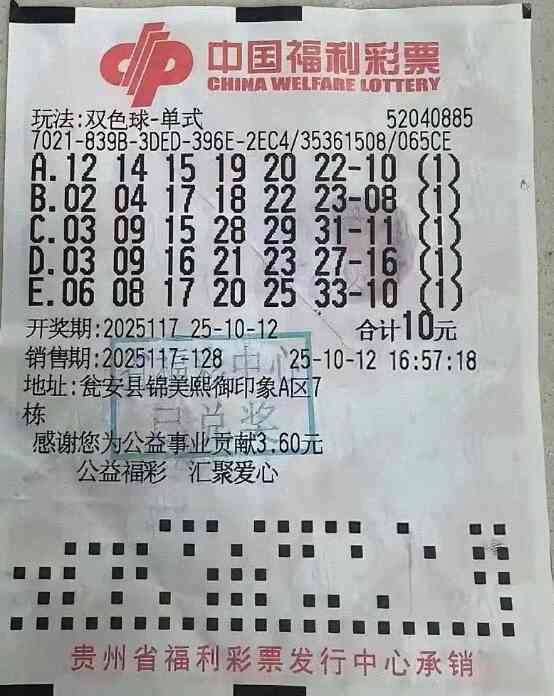 中国福利彩票
CHINA WELFARE LOTTERY
玩法:双色球-单式 52040885
7021-839B-3DED-396E-2EC4/35361508/065CE
A.12 14 15 19 20 22-10 (1)
B.02 04 17 18 22 23-08 (1)
C.03 09 15 28 29 31-11 (1)
D.03 09 16 21 23 27-16 (1)
E.06 08 17 20 25 33-10 (1)
开奖期:2025117 25-10-12 合计10元
销售期:2025117-128 25-10-12 16:57:18
地址:瓮安县锦美熙御印象A区7
栋
感谢您为公益事业贡献3.60元
公益福彩 汇聚爱心
福彩中心
已兑奖
贵州省福利彩票发行中心承销